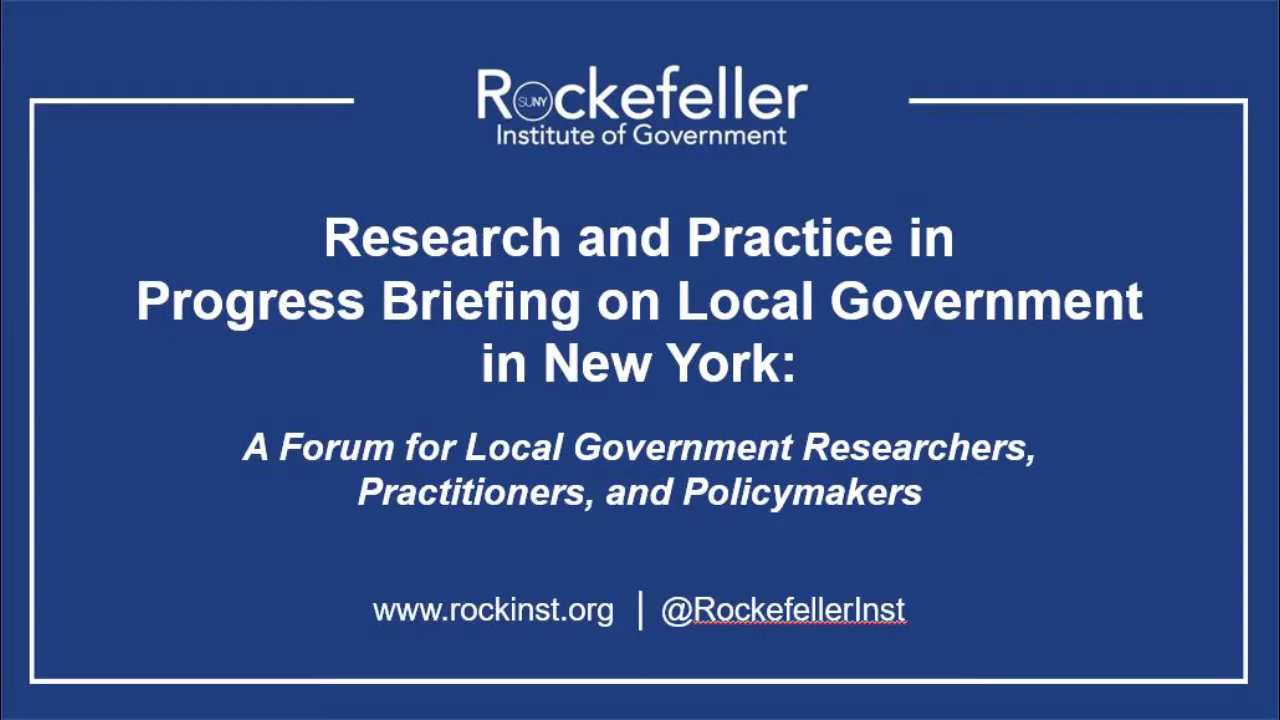 Rockefeller
SUNY
Institute of Government
Research and Practice in
Progress Briefing on Local Government
in New York:
A Forum for Local Government Researchers,
Practitioners, and Policymakers
www.rockinst.org | @RockefellerInst